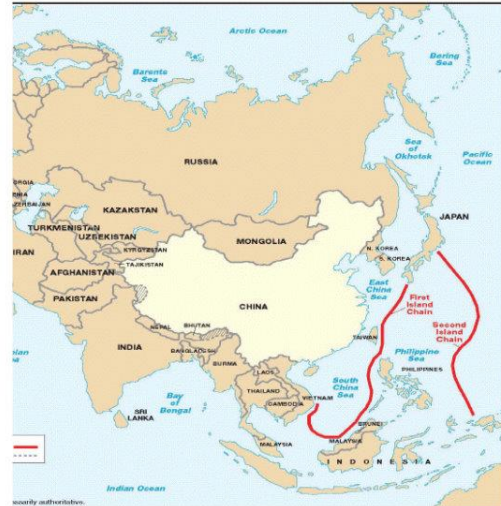 Arctic Ocean
Bering
Sea
Barents
Sea
Sea
of
Okhotsk
Pacific
Ocean
RUSSIA
KAZAKSTAN
MONGOLIA
JAPAN
TURKMENISTAN
UZBEKISTAN
KYRGYZSTAN
TAJIKISTAN
N. KOREA
S. KOREA
AFGHANISTAN
PAKISTAN
CHINA
East
China
Sea
First
Island
Chain
Second
Island
Chain
NEPAL
BHUTAN
BANGLADESH
INDIA
BURMA
LAOS
THAILAND
CAMBODIA
VIETNAM
TAIWAN
Philippine
Sea
PHILIPPINES
South
China
Sea
Bay
of
Bengal
SRI
LANKA
MALAYSIA
BRUNEI
MALAYSIA
INDONESIA
Indian Ocean